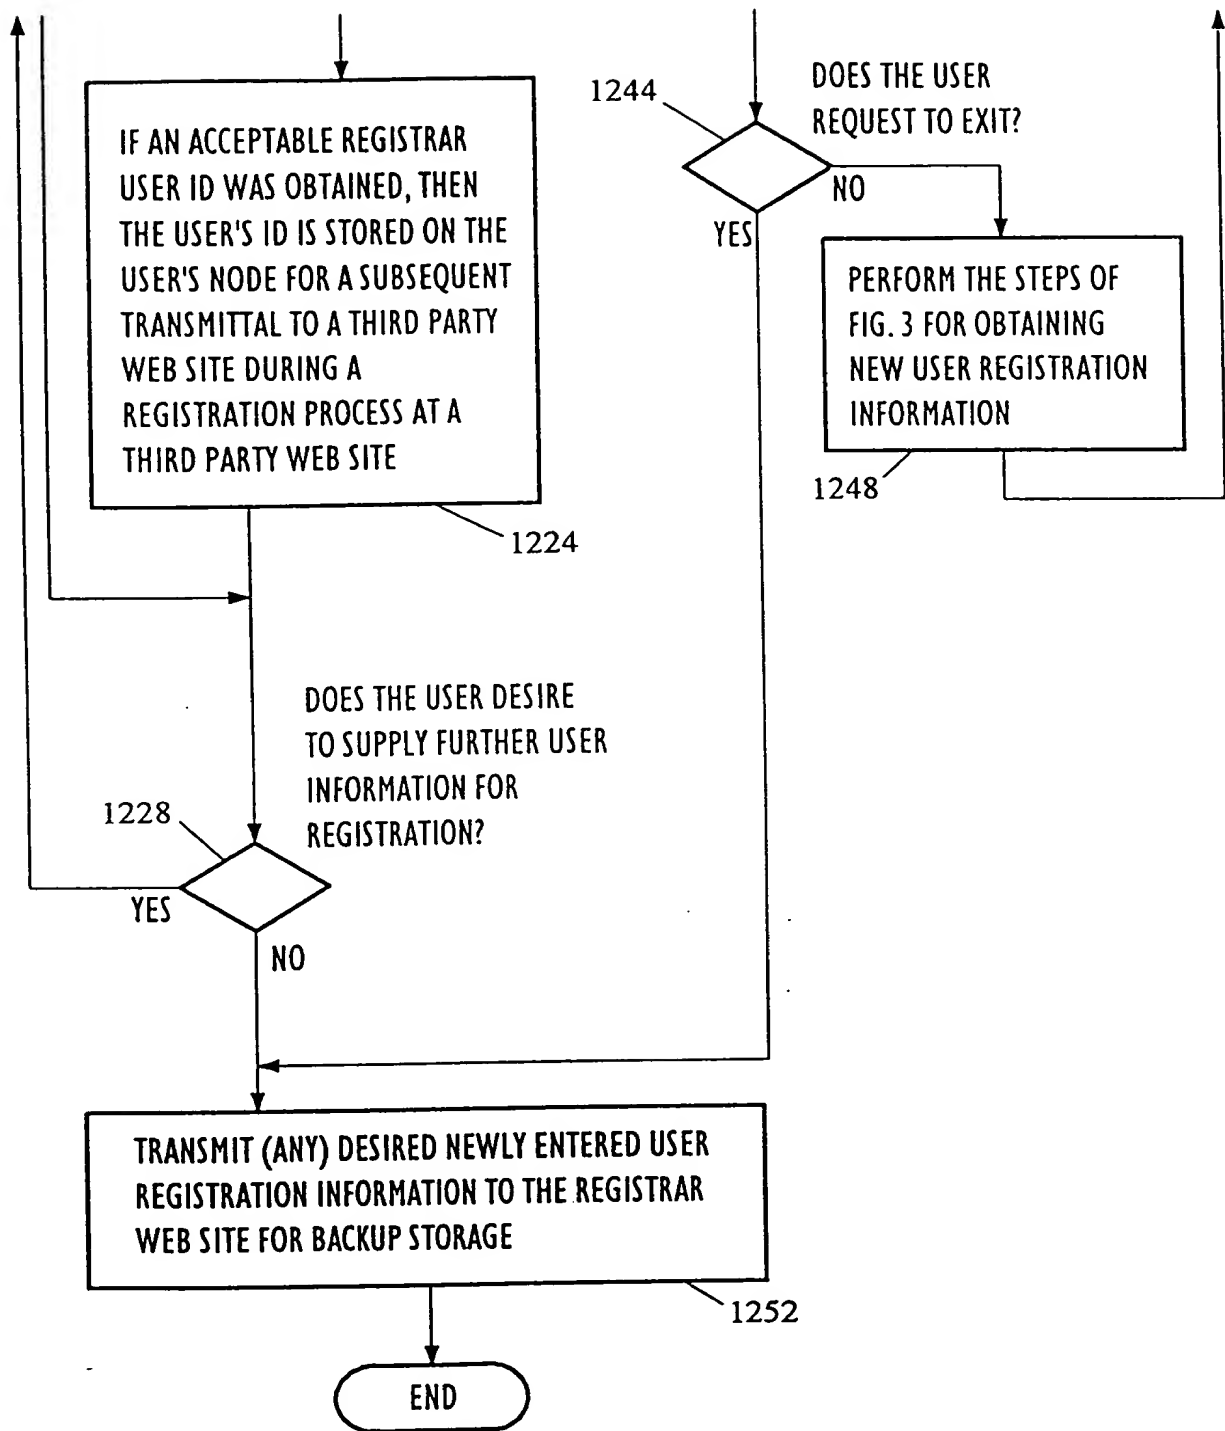 IF AN ACCEPTABLE REGISTRAR
USER ID WAS OBTAINED, THEN
THE USER'S ID IS STORED ON THE
USER'S NODE FOR A SUBSEQUENT
TRANSMITTAL TO A THIRD PARTY
WEB SITE DURING A
REGISTRATION PROCESS AT A
THIRD PARTY WEB SITE
1224
1244
DOES THE USER
REQUEST TO EXIT?
NO
YES
PERFORM THE STEPS OF
FIG. 3 FOR OBTAINING
NEW USER REGISTRATION
INFORMATION
1248
DOES THE USER DESIRE
TO SUPPLY FURTHER USER
INFORMATION FOR
REGISTRATION?
1228
YES
NO
TRANSMIT (ANY) DESIRED NEWLY ENTERED USER
REGISTRATION INFORMATION TO THE REGISTRAR
WEB SITE FOR BACKUP STORAGE
1252
END